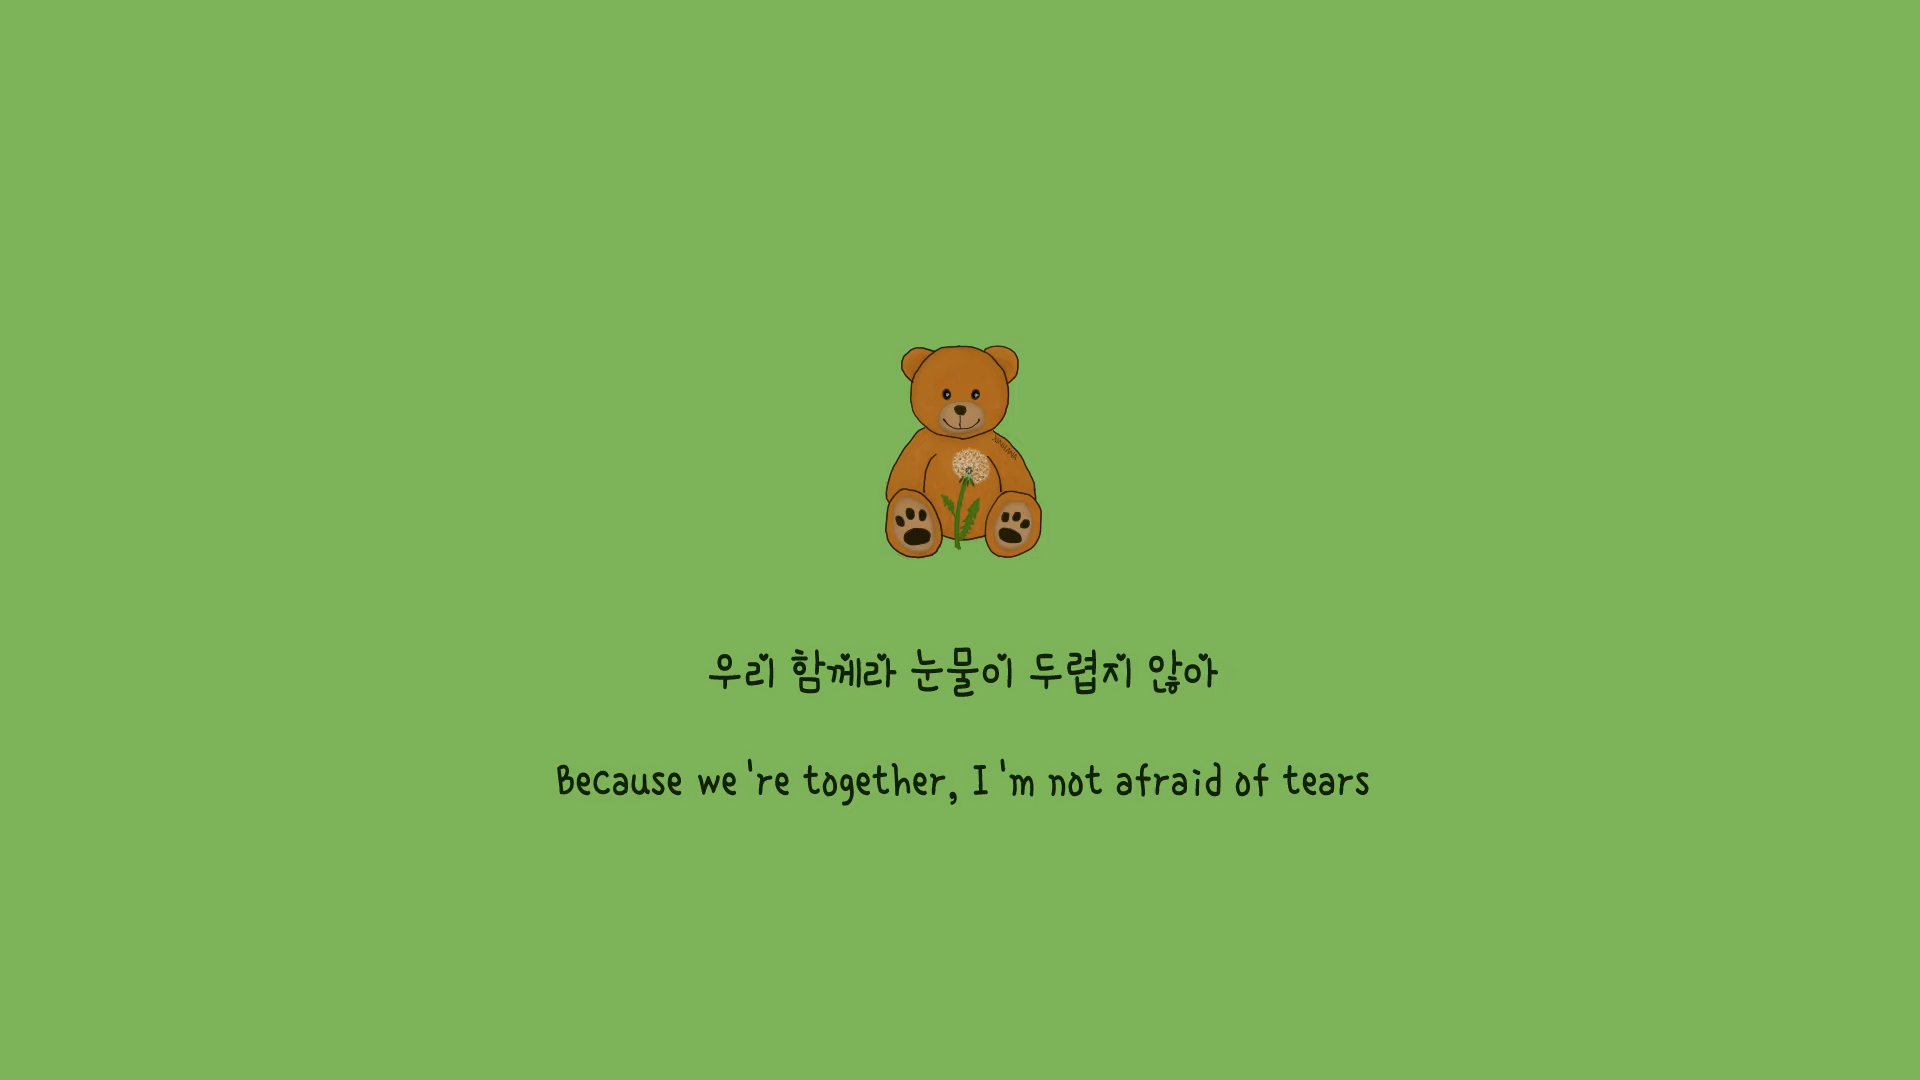 우리 함께라 눈물이 두렵지 않아
Because we're together, I'm not afraid of tears